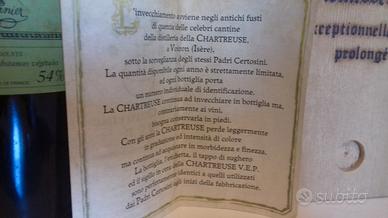 L'invecchiamento avviene negli antichi fusti
di quercia delle celebri cantine
della distilleria della CHARTREUSE,
a Voiron (Isère),
sotto la sorveglianza degli stessi Padri Certosini.
La quantità disponibile ogni anno è strettamente limitata,
ed ogni bottiglia porta
un numero individuale di identificazione.
La CHARTREUSE continua ad invecchiare in bottiglia ma,
contrariamente ai vini,
bisogna conservarla in piedi.
Con gli anni la CHARTREUSE perde leggermente
in gradazione ed intensità di colore
ma continua ad acquistare in morbidezza e finezza.
La bottiglia, l'etichetta, il tappo di sughero
ed il sigillo in cera della CHARTREUSE V.E.P.
sono perfettamente identici a quelli utilizzati
dai Padri Certosini agli inizi della fabbricazione.
54%
exceptionnelle
prolongé
subito